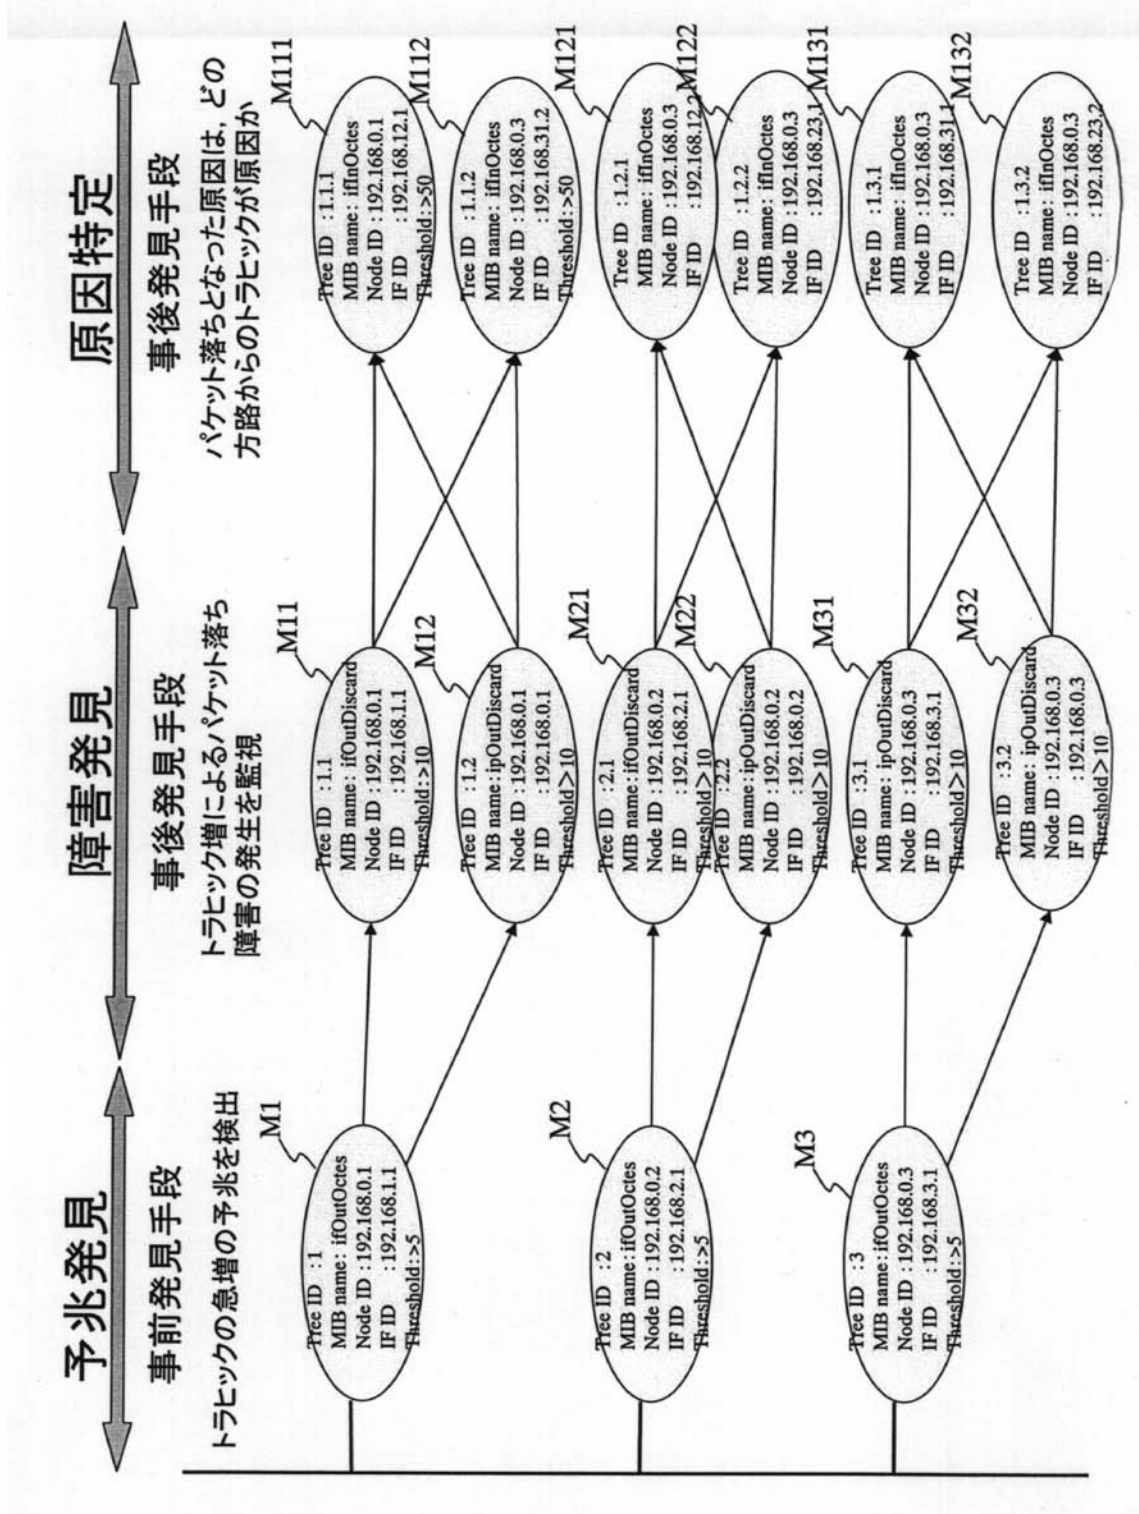 予兆発見
事前発見手段
トラヒックの急増の予兆を検出
障害発見
事後発見手段
トラヒック増によるパケット落ち
障害の発生を監視
原因特定
事後発見手段
パケット落ちとなった原因は,どの
方路からのトラヒックが原因か
M1
Tree ID :1
MIB name: ifOutOctes
Node ID :192.168.0.1
IF ID :192.168.1.1
Threshold:>5
M2
Tree ID :2
MIB name:ifOutOctes
Node ID :192.168.0.2
IF ID :192.168.2.1
Threshold:>5
M3
Tree ID :3
MIB name:ifOutOctes
Node ID :192.168.0.3
IF ID :192.168.3.1
Threshold:>5
M11
Tree ID :1.1
MIB name: ifOutDiscard
Node ID :192.168.0.1
IF ID :192.168.1.1
Threshold:>10
M12
Tree ID :1.2
MIB name:ipOutDiscard
Node ID :192.168.0.1
IF ID :192.168.0.1
Threshold:>10
M21
Tree ID :2.1
MIB name:ifOutDiscard
Node ID :192.168.0.2
IF ID :192.168.2.1
Threshold>10
M22
Tree ID :2.2
MIB name:ipOutDiscard
Node ID :192.168.0.2
IF ID :192.168.0.2
Threshold>10
M31
Tree ID :3.1
MIB name: ipOutDiscard
Node ID :192.168.0.3
IF ID :192.168.3.1
Threshold>10
M32
Tree ID :3.2
MIB name: ipOutDiscard
Node ID :192.168.0.3
IF ID :192.168.0.3
Threshold>10
M111
Tree ID :1.1.1
MIB name: ifInOctes
Node ID :192.168.0.1
IF ID :192.168.12.1
Threshold:>50
M112
Tree ID :1.1.2
MIB name: ifInOctes
Node ID :192.168.0.3
IF ID :192.168.31.2
Threshold:>50
M121
Tree ID :1.2.1
MIB name: ifInOctes
Node ID :192.168.0.3
IF ID :192.168.12.2
M122
Tree ID :1.2.2
MIB name: ifInOctes
Node ID :192.168.0.3
IF ID :192.168.23.1
M131
Tree ID :1.3.1
MIB name: ifInOctes
Node ID :192.168.0.3
IF ID :192.168.31.1
M132
Tree ID :1.3.2
MIB name: ifInOctes
Node ID :192.168.0.3
IF ID :192.168.23.2